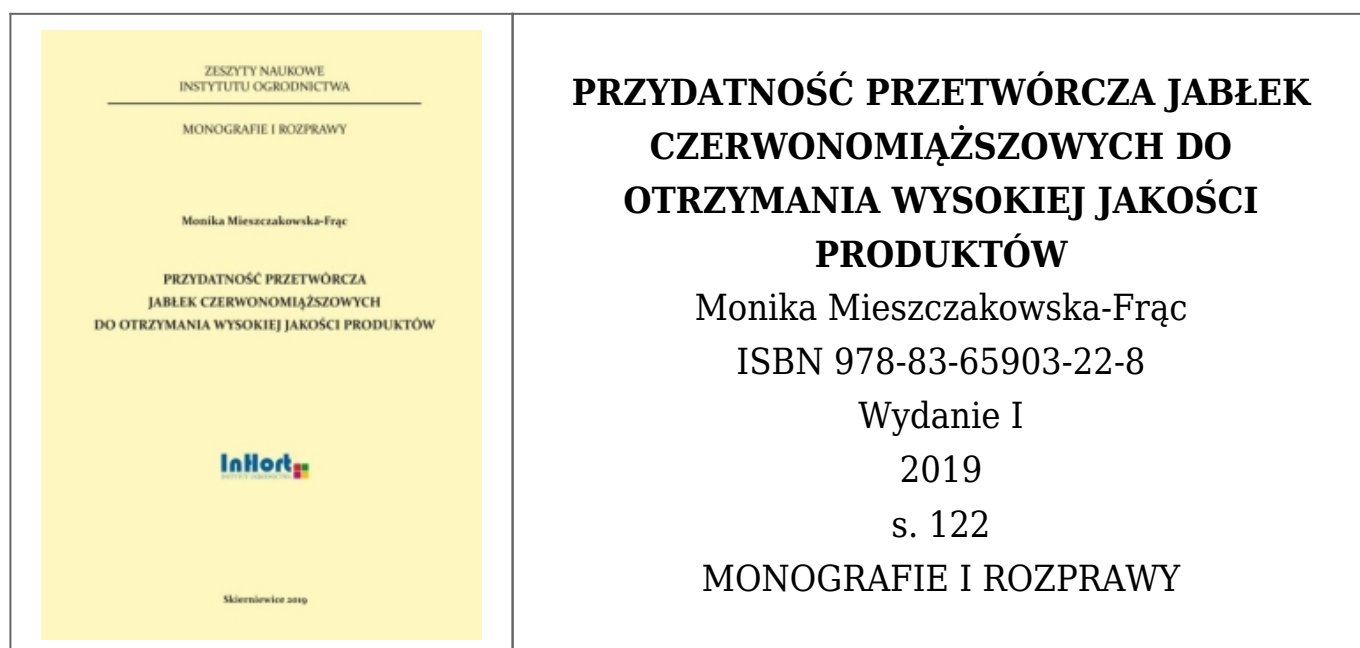 ZESZYTY NAUKOWE
INSTYTUTU OGRODNICTWA
MONOGRAFIE I ROZPRAWY
Monika Mieszczakowska-Frąc
PRZYDATNOŚĆ PRZETWÓRCZA
JABŁEK CZERWONOMIĄŻSZOWYCH
DO OTRZYMANIA WYSOKIEJ JAKOŚCI PRODUKTÓW
InHort
INSTYTUT OGRODNICTWA
Skierniewice 2019
PRZYDATNOŚĆ PRZETWÓRCZA JABŁEK
CZERWONOMIĄŻSZOWYCH DO
OTRZYMANIA WYSOKIEJ JAKOŚCI
PRODUKTÓW
Monika Mieszczakowska-Frąc
ISBN 978-83-65903-22-8
Wydanie I
2019
s. 122
MONOGRAFIE I ROZPRAWY